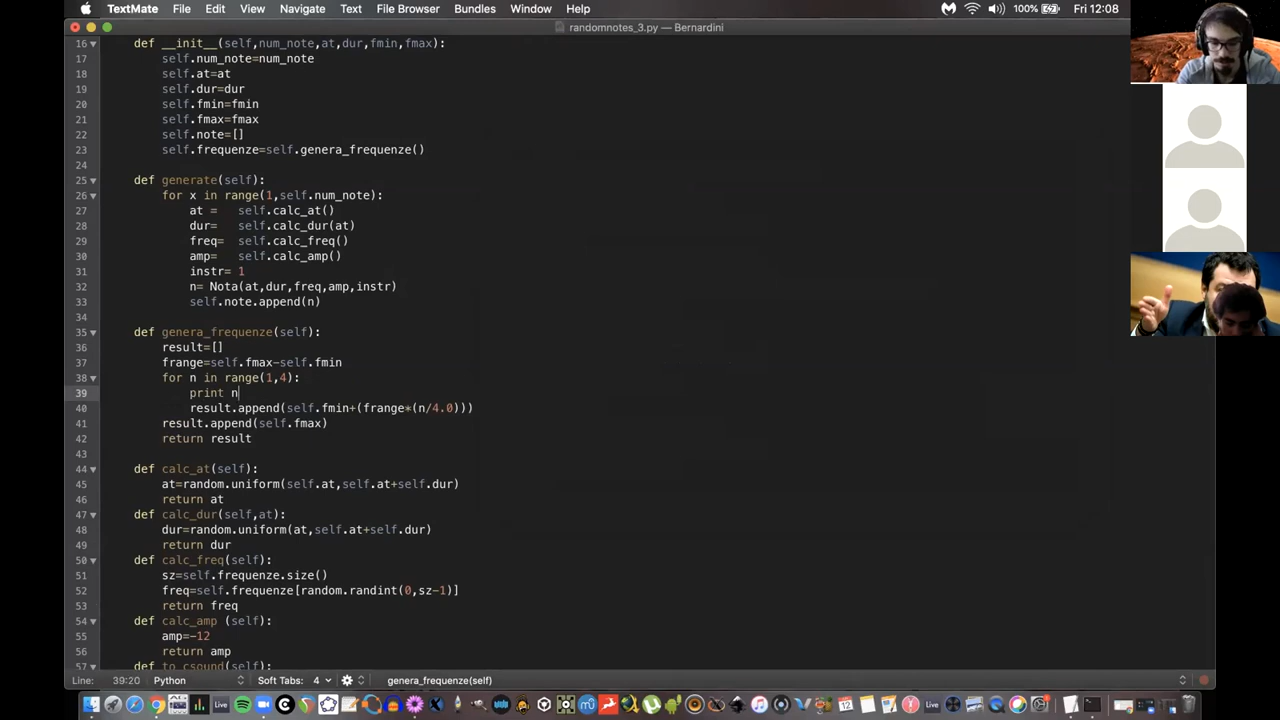 TextMate File Edit View Navigate Text File Browser Bundles Window Help 100% Fri 12:08
randomnotes_3.py — Bernardini
16 def __init__(self,num_note,at,dur,fmin,fmax):
17 self.num_note=num_note
18 self.at=at
19 self.dur=dur
20 self.fmin=fmin
21 self.fmax=fmax
22 self.note=[]
23 self.frequenze=self.genera_frequenze()
24
25 def generate(self):
26 for x in range(1,self.num_note):
27 at = self.calc_at()
28 dur= self.calc_dur(at)
29 freq= self.calc_freq()
30 amp= self.calc_amp()
31 instr= 1
32 n= Nota(at,dur,freq,amp,instr)
33 self.note.append(n)
34
35 def genera_frequenze(self):
36 result=[]
37 frange=self.fmax-self.fmin
38 for n in range(1,4):
39 print n
40 result.append(self.fmin+(frange*(n/4.0)))
41 result.append(self.fmax)
42 return result
43
44 def calc_at(self):
45 at=random.uniform(self.at,self.at+self.dur)
46 return at
47 def calc_dur(self,at):
48 dur=random.uniform(at,self.at+self.dur)
49 return dur
50 def calc_freq(self):
51 sz=self.frequenze.size()
52 freq=self.frequenze[random.randint(0,sz-1)]
53 return freq
54 def calc_amp (self):
55 amp=-12
56 return amp
57 def to_csound(self):
Line: 39:20 Python Soft Tabs: 4 genera_frequenze(self)
Live 12 Live